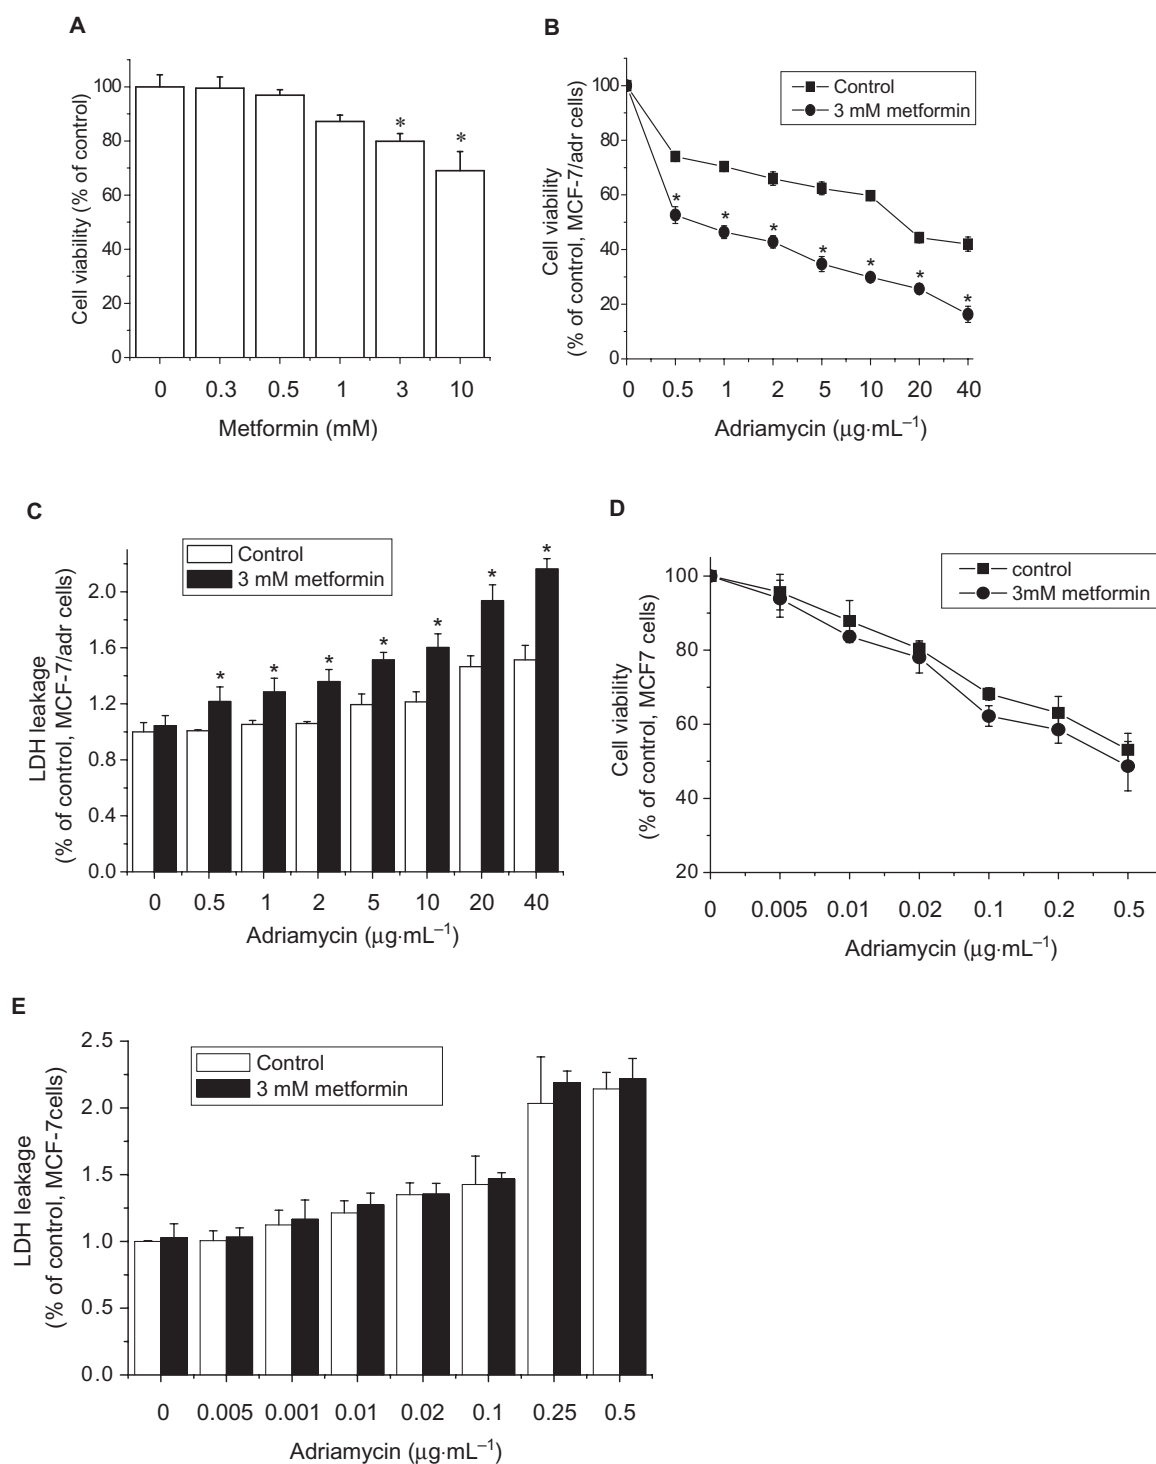 A
Cell viability (% of control)
100
80
60
40
20
0
* *
0 0.3 0.5 1 3 10
Metformin (mM)
B
Cell viability
(% of control, MCF-7/adr cells)
100
80
60
40
20
0
Control
3 mM metformin
* * * * * * *
0 0.5 1 2 5 10 20 40
Adriamycin (µg·mL⁻¹)
C
LDH leakage
(% of control, MCF-7/adr cells)
2.0
1.6
1.2
0.8
0.4
0.0
Control
3 mM metformin
* * * * * * *
0 0.5 1 2 5 10 20 40
Adriamycin (µg·mL⁻¹)
D
Cell viability
(% of control, MCF7 cells)
100
80
60
40
20
control
3mM metformin
0 0.005 0.01 0.02 0.1 0.2 0.5
Adriamycin (µg·mL⁻¹)
E
LDH leakage
(% of control, MCF-7cells)
2.5
2.0
1.5
1.0
0.5
0.0
Control
3 mM metformin
0 0.005 0.001 0.01 0.02 0.1 0.25 0.5
Adriamycin (µg·mL⁻¹)